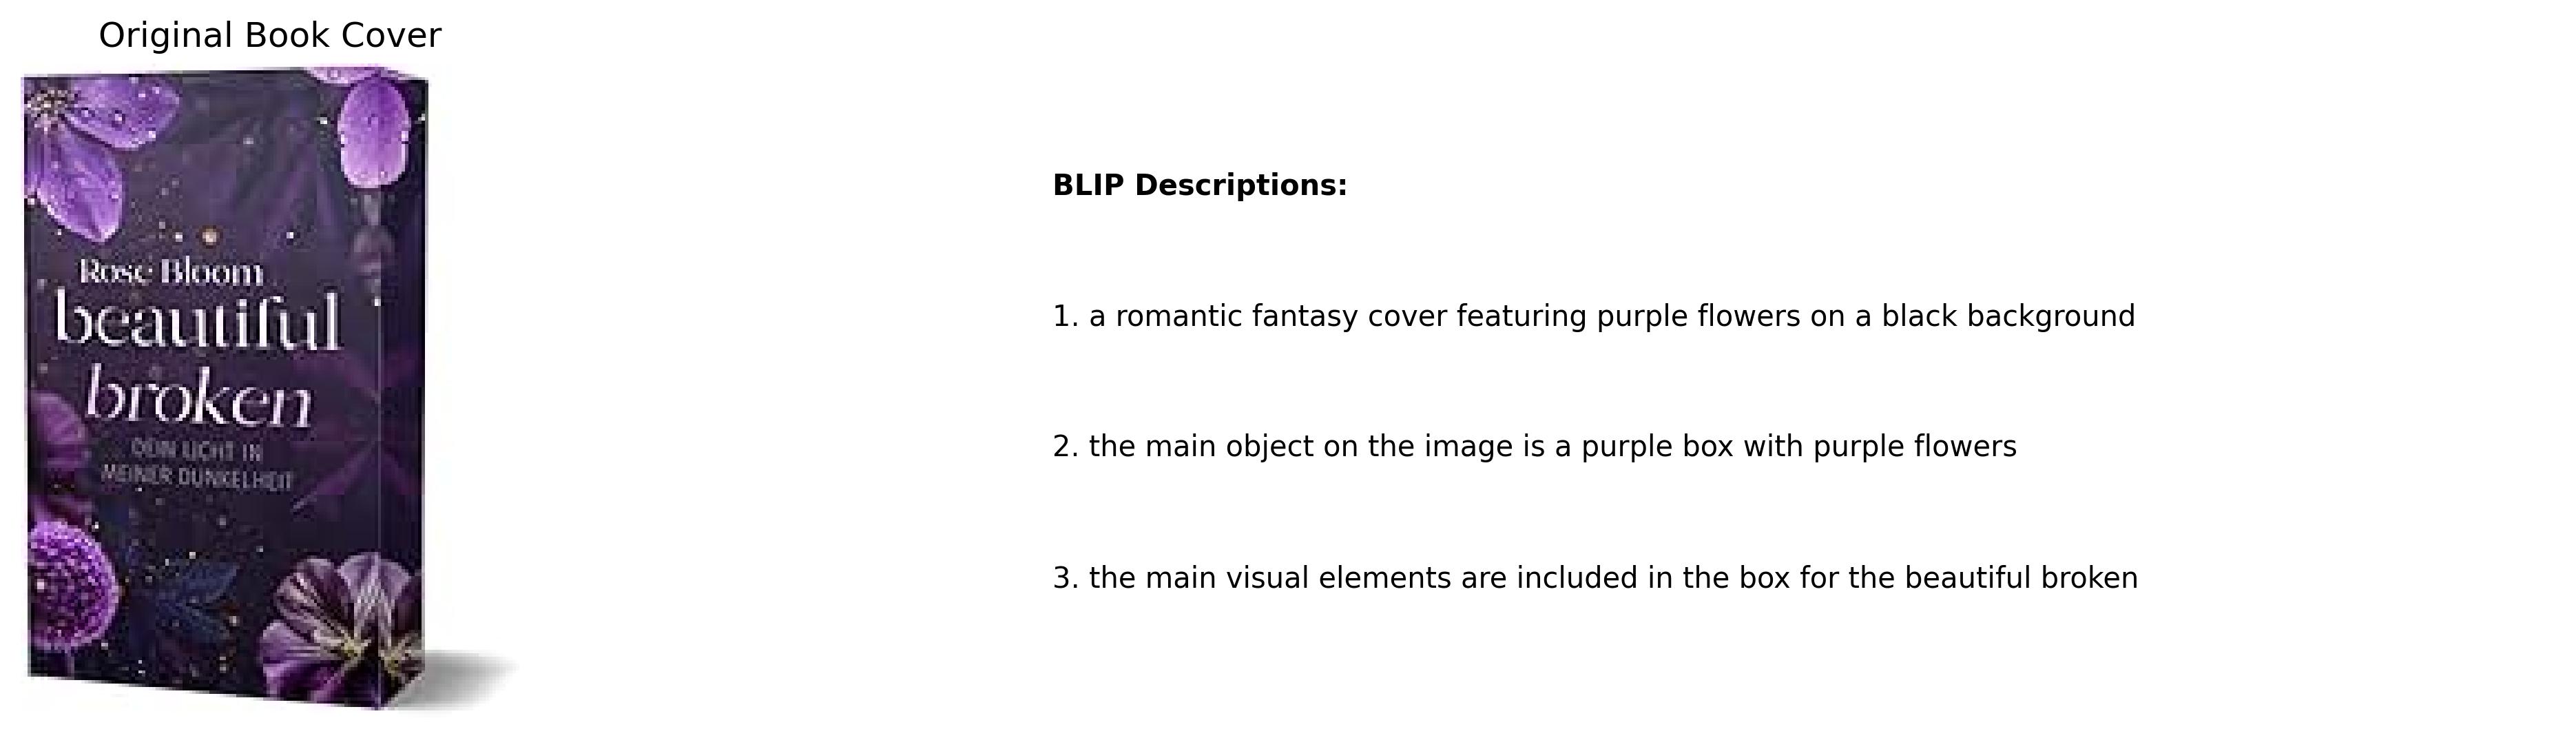 Original Book Cover
Rose Bloom
beautiful
broken
DEIN LICHT IN
MEINER DUNKELHEIT
BLIP Descriptions:
1. a romantic fantasy cover featuring purple flowers on a black background
2. the main object on the image is a purple box with purple flowers
3. the main visual elements are included in the box for the beautiful broken